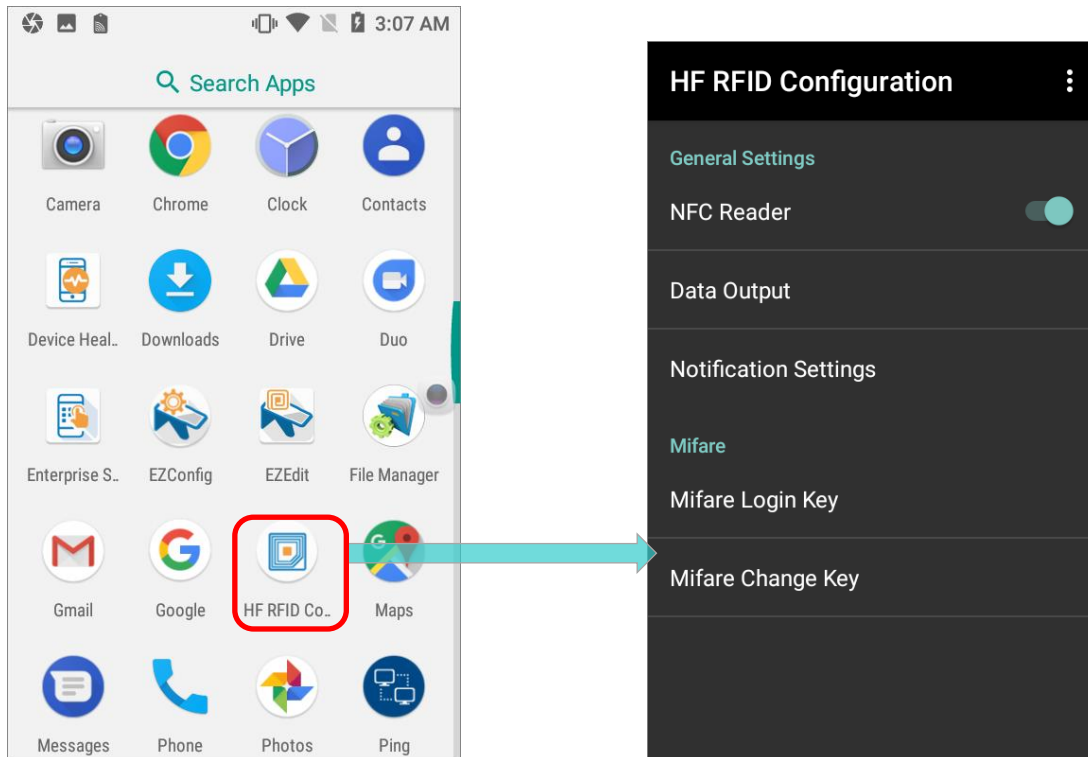 3:07 AM
Search Apps
Camera Chrome Clock Contacts
Device Heal.. Downloads Drive Duo
Enterprise S.. EZConfig EZEdit File Manager
Gmail Google HF RFID Co.. Maps
Messages Phone Photos Ping
HF RFID Configuration
General Settings
NFC Reader
Data Output
Notification Settings
Mifare
Mifare Login Key
Mifare Change Key